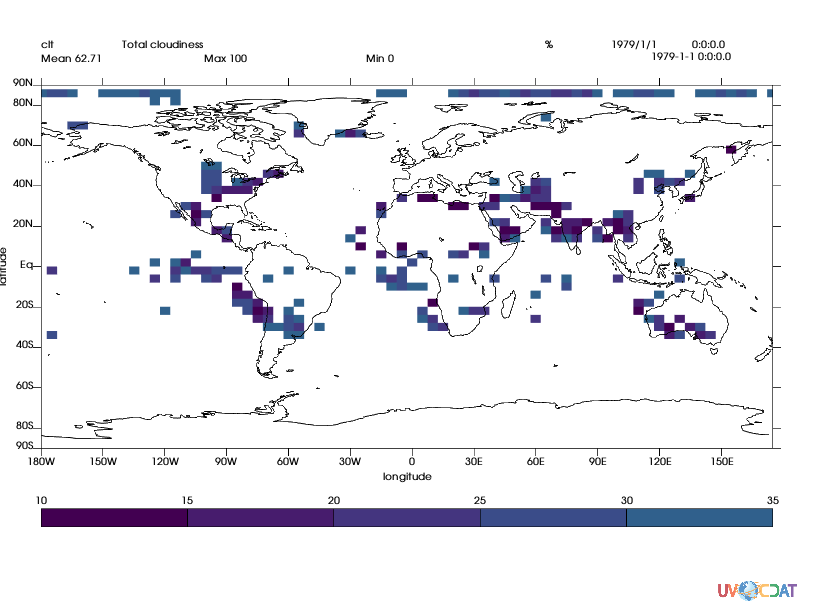 clt Total cloudiness % 1979/1/1 0:0:0.0
Mean 62.71 Max 100 Min 0 1979-1-1 0:0:0.0
90N
80N
60N
40N
20N
Eq
20S
40S
60S
80S
90S
latitude
180W 150W 120W 90W 60W 30W 0 30E 60E 90E 120E 150E
longitude
10 15 20 25 30 35
UVCDAT